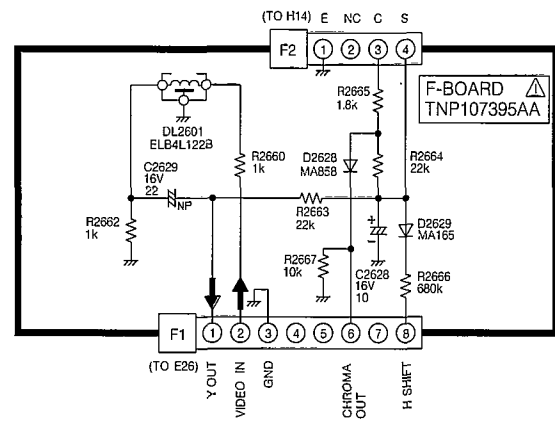 (TO H14) E NC C S
F2 1 2 3 4
F-BOARD
TNP107395AA
R2665
1.8k
DL2601
ELB4L122B
R2660
1k
D2628
MA858
R2664
22k
C2629
16V
22
NP
R2662
1k
R2663
22k
+
−
D2629
MA165
R2667
10k
C2628
16V
10
R2666
680k
F1 1 2 3 4 5 6 7 8
(TO E26)
Y OUT
VIDEO IN
GND
CHROMA
OUT
H SHIFT